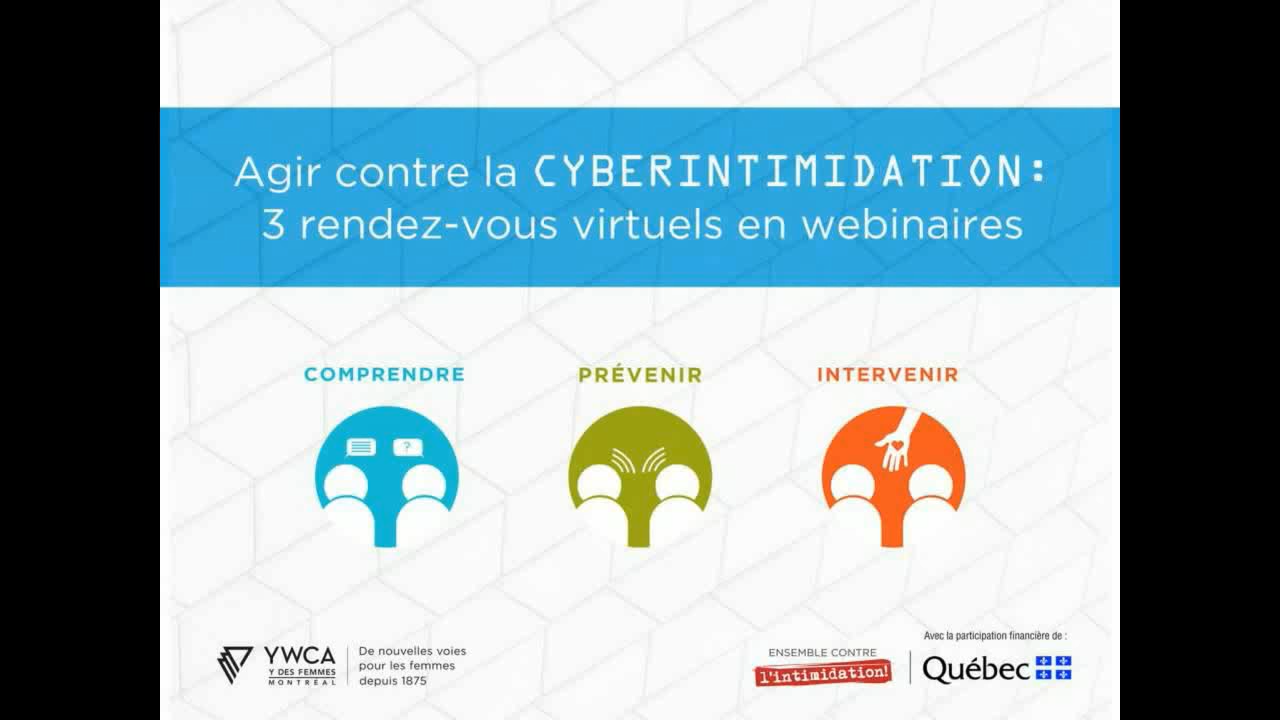 Agir contre la CYBERINTIMIDATION:
3 rendez-vous virtuels en webinaires
COMPRENDRE
PRÉVENIR
INTERVENIR
?
YWCA
Y DES FEMMES
MONTRÉAL
De nouvelles voies
pour les femmes
depuis 1875
ENSEMBLE CONTRE
l'intimidation!
Avec la participation financière de :
Québec